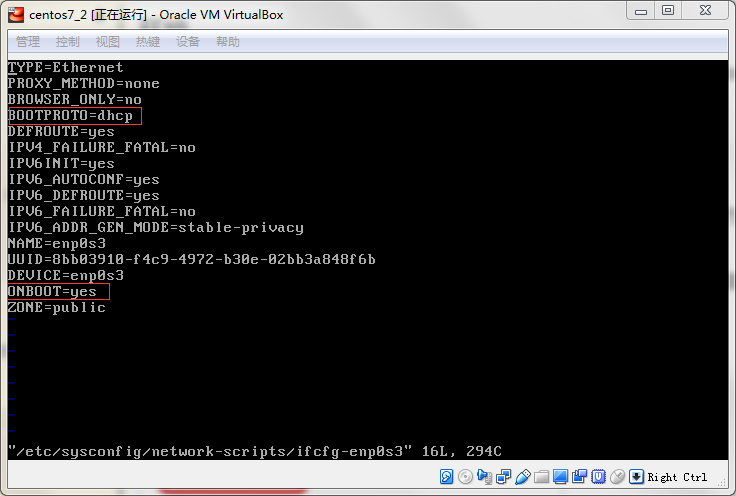 centos7_2 [正在运行] - Oracle VM VirtualBox
管理 控制 视图 热键 设备 帮助
TYPE=Ethernet
PROXY_METHOD=none
BROWSER_ONLY=no
BOOTPROTO=dhcp
DEFROUTE=yes
IPV4_FAILURE_FATAL=no
IPV6INIT=yes
IPV6_AUTOCONF=yes
IPV6_DEFROUTE=yes
IPV6_FAILURE_FATAL=no
IPV6_ADDR_GEN_MODE=stable-privacy
NAME=enp0s3
UUID=8bb03910-f4c9-4972-b30e-02bb3a848f6b
DEVICE=enp0s3
ONBOOT=yes
ZONE=public
~
~
~
~
~
~
~
~
"/etc/sysconfig/network-scripts/ifcfg-enp0s3" 16L, 294C
Right Ctrl